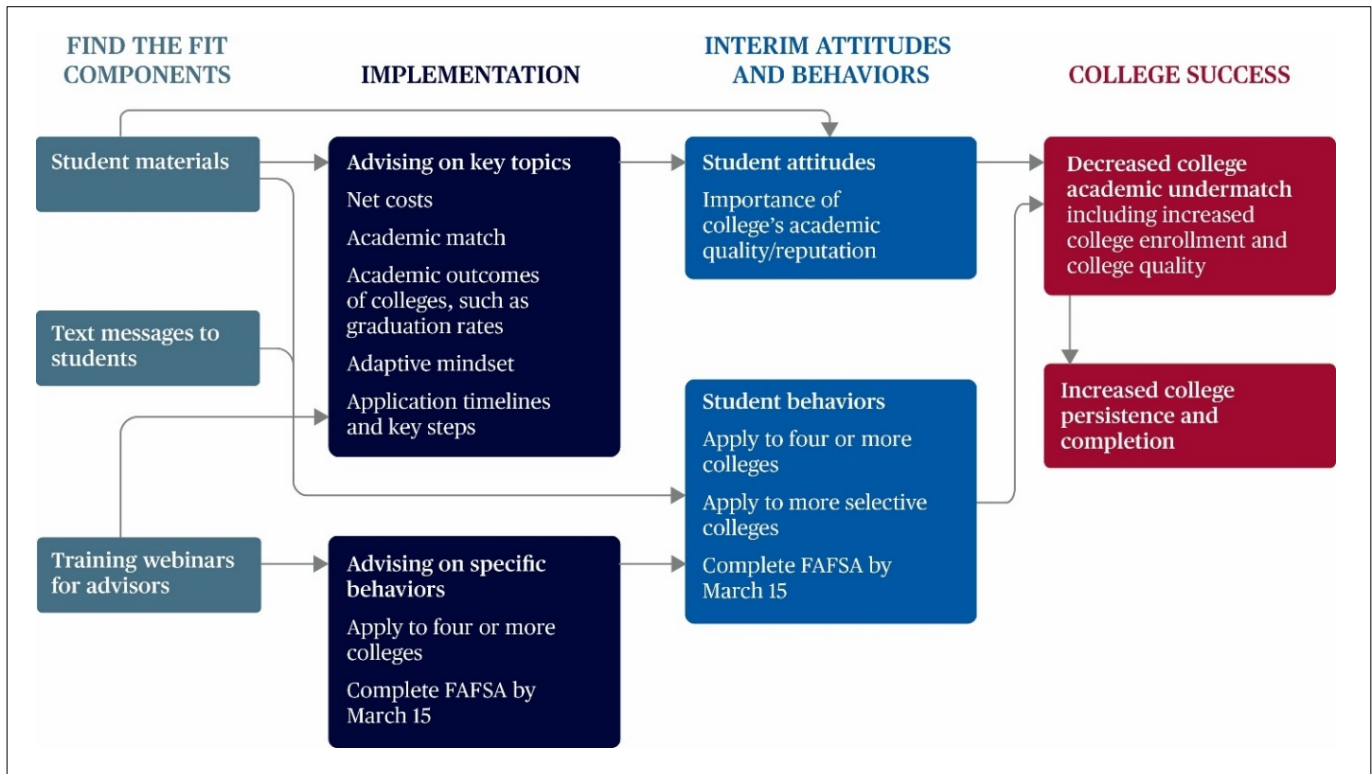 FIND THE FIT
COMPONENTS
IMPLEMENTATION
INTERIM ATTITUDES
AND BEHAVIORS
COLLEGE SUCCESS
Student materials
Text messages to
students
Training webinars
for advisors
Advising on key topics
Net costs
Academic match
Academic outcomes
of colleges, such as
graduation rates
Adaptive mindset
Application timelines
and key steps
Advising on specific
behaviors
Apply to four or more
colleges
Complete FAFSA by
March 15
Student attitudes
Importance of
college's academic
quality/reputation
Student behaviors
Apply to four or more
colleges
Apply to more selective
colleges
Complete FAFSA by
March 15
Decreased college
academic undermatch
including increased
college enrollment and
college quality
Increased college
persistence and
completion